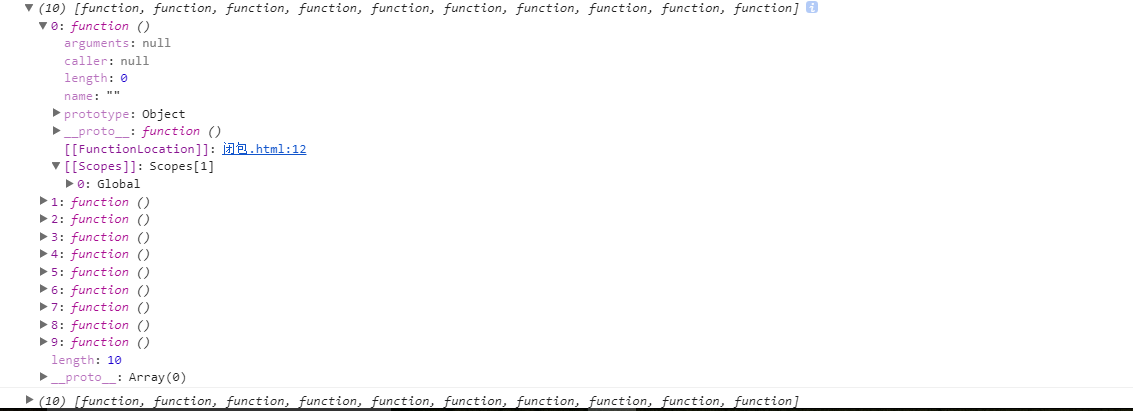 (10) [function, function, function, function, function, function, function, function, function, function]
0: function ()
arguments: null
caller: null
length: 0
name: ""
prototype: Object
__proto__: function ()
[[FunctionLocation]]: 闭包.html:12
[[Scopes]]: Scopes[1]
0: Global
1: function ()
2: function ()
3: function ()
4: function ()
5: function ()
6: function ()
7: function ()
8: function ()
9: function ()
length: 10
__proto__: Array(0)
(10) [function, function, function, function, function, function, function, function, function, function]